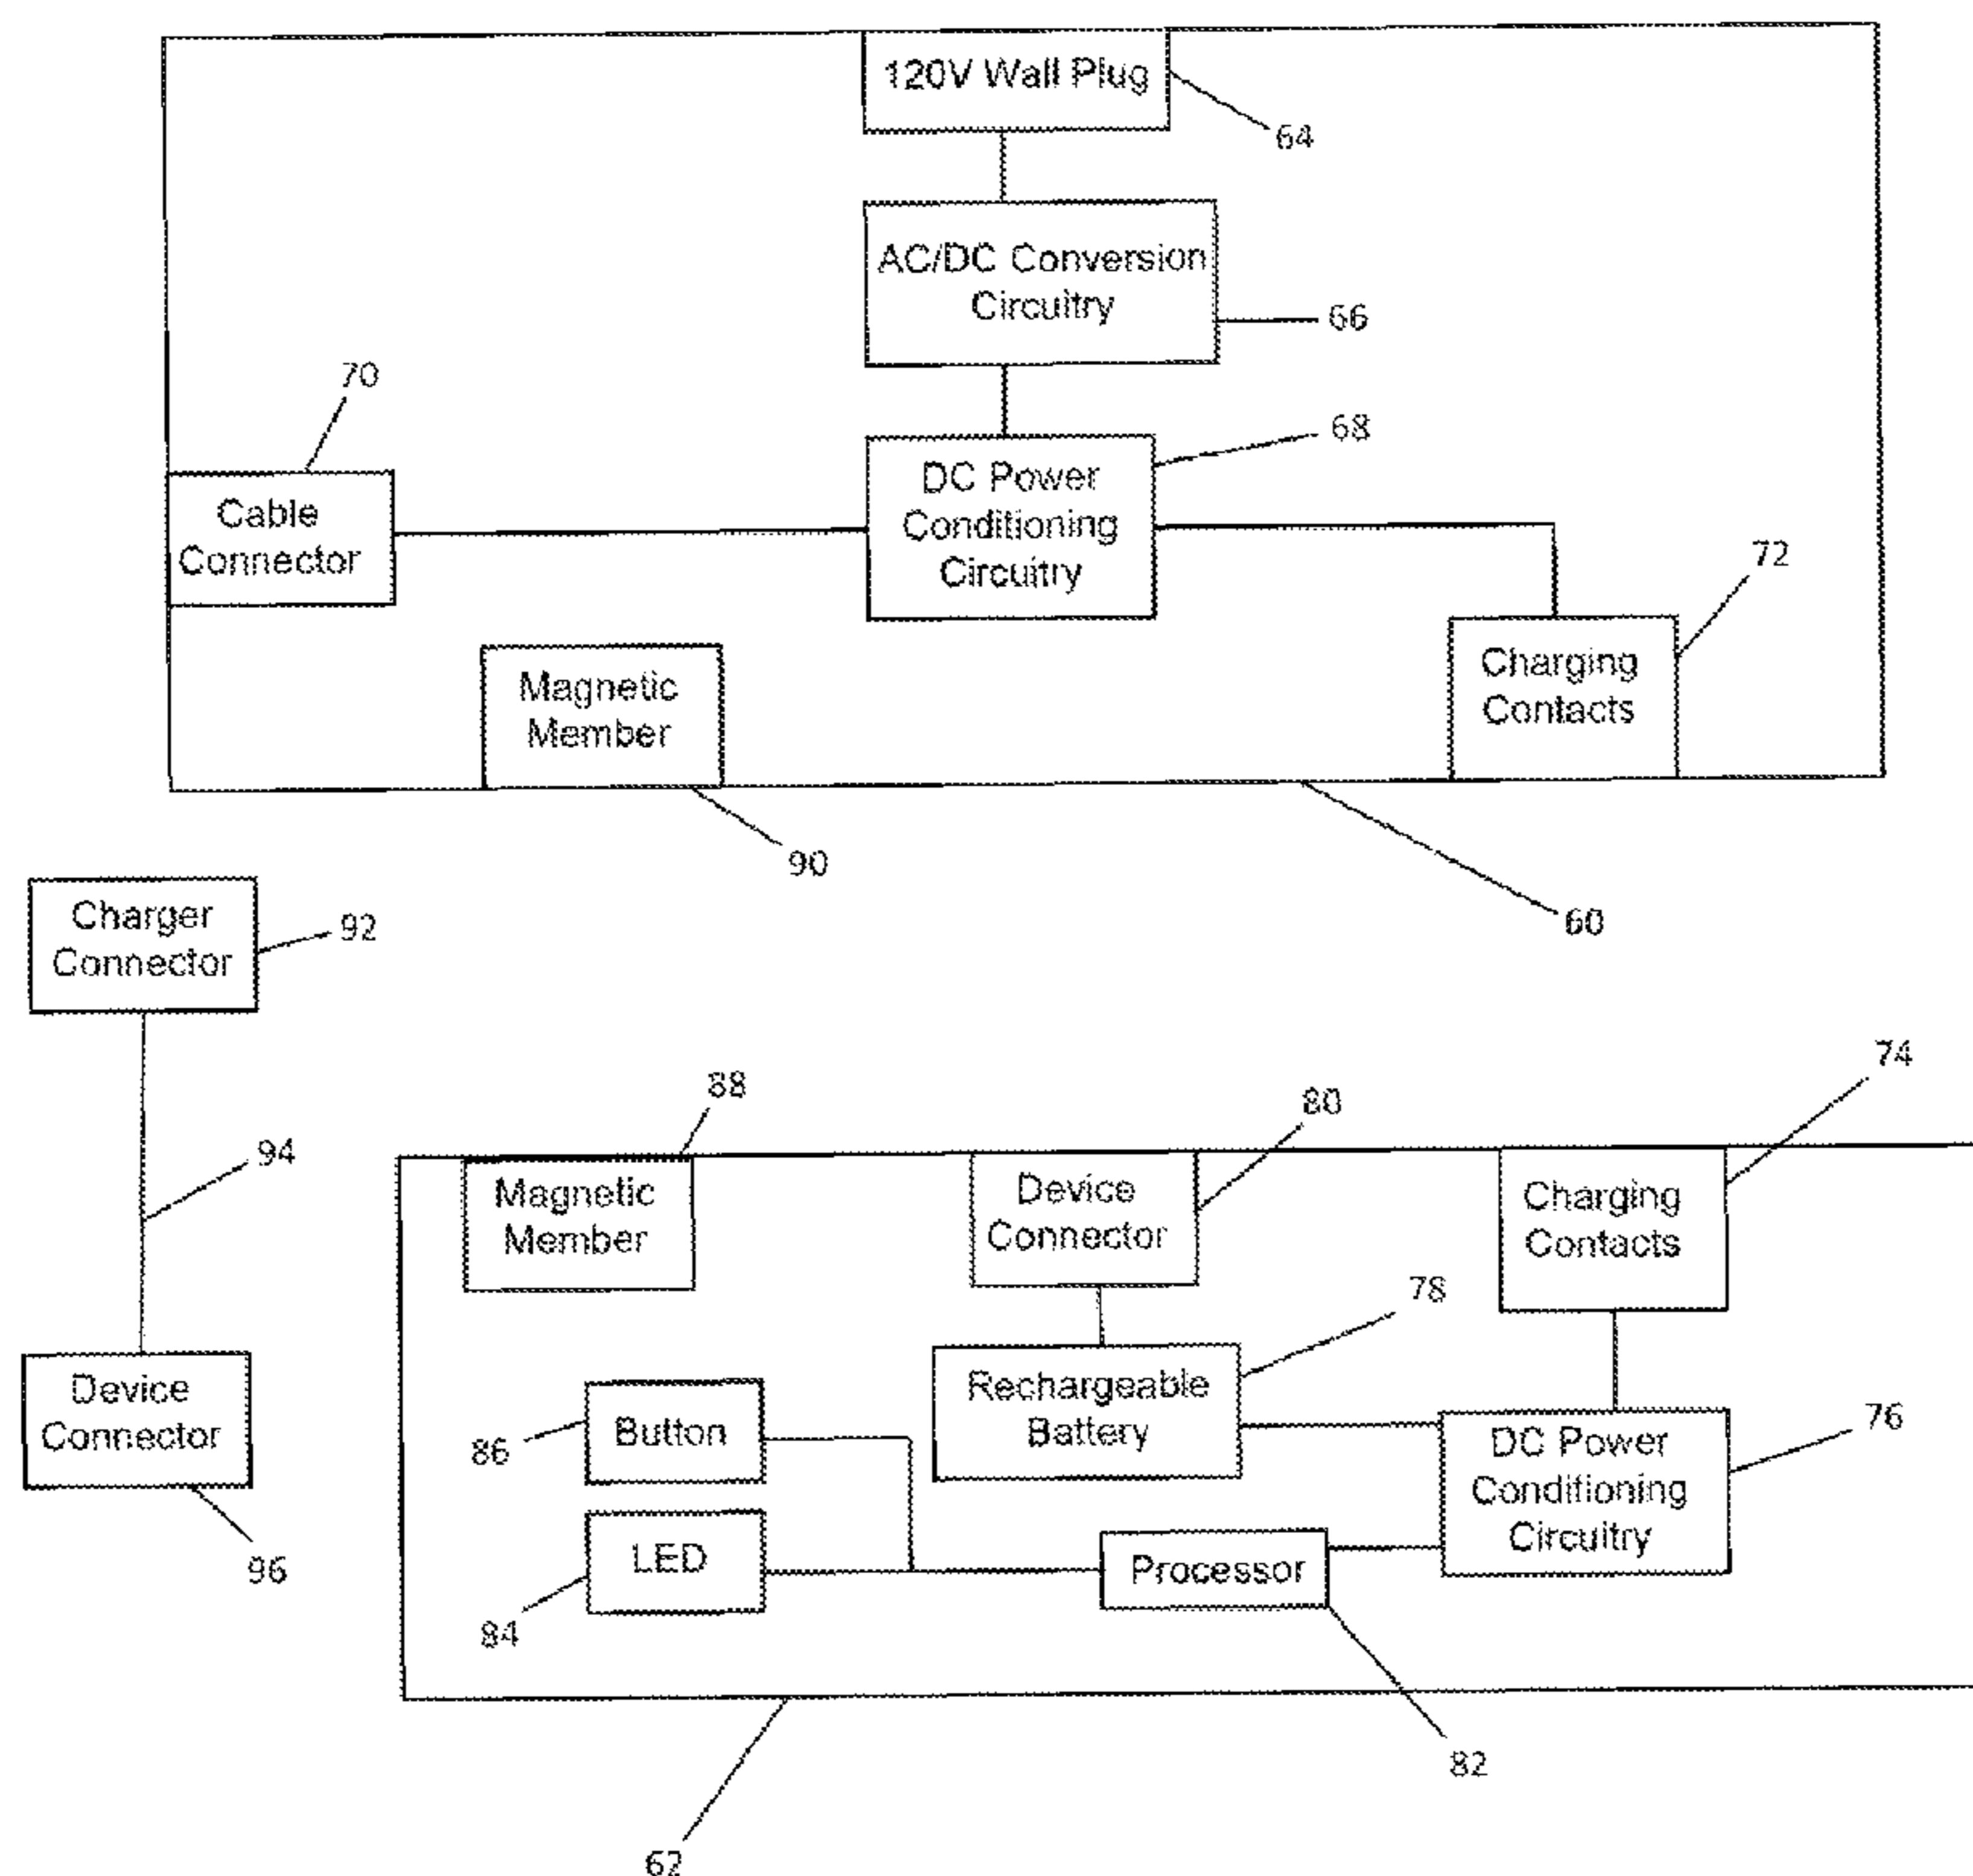 120V Wall Plug
64
AC/DC Conversion
Circuitry
66
70
68
Cable
Connector
DC Power
Conditioning
Circuitry
72
Magnetic
Member
Charging
Contacts
90
60
Charger
Connector
92
94
88
80
74
Magnetic
Member
Device
Connector
Charging
Contacts
78
Device
Connector
96
86
Button
Rechargeable
Battery
76
DC Power
Conditioning
Circuitry
LED
84
Processor
82
62